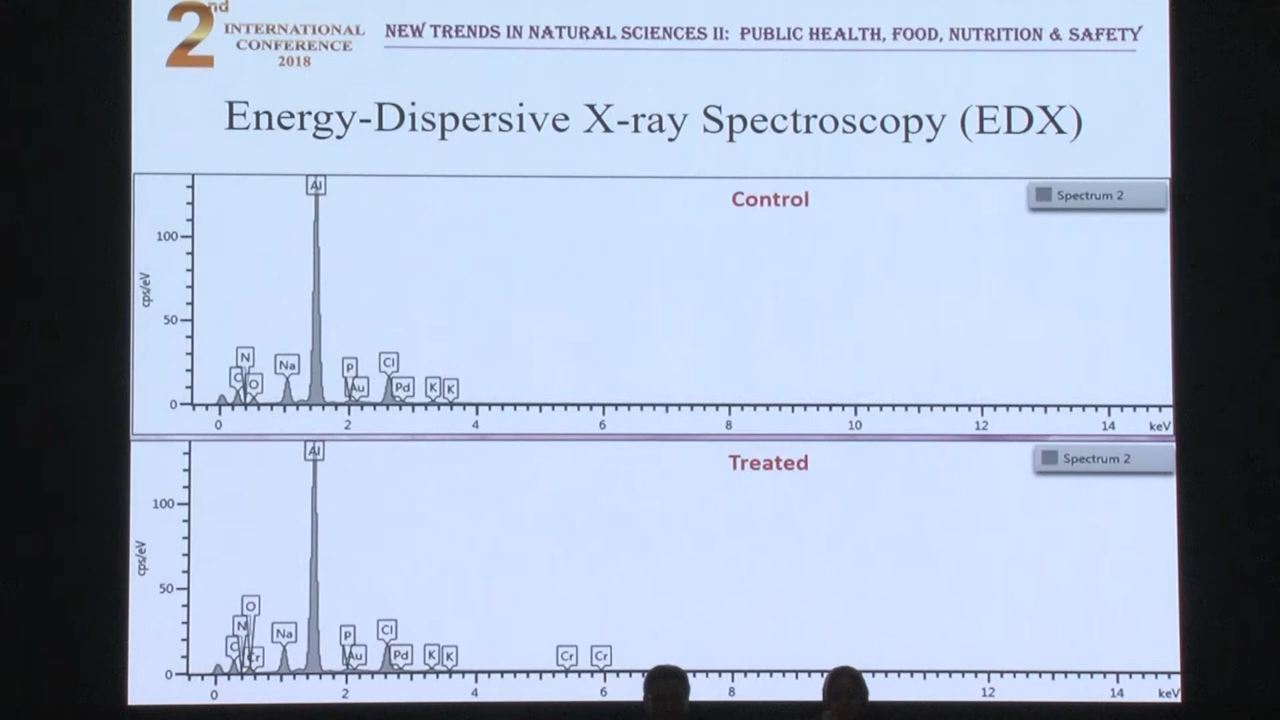 2nd
INTERNATIONAL
CONFERENCE
2018
NEW TRENDS IN NATURAL SCIENCES II: PUBLIC HEALTH, FOOD, NUTRITION & SAFETY
Energy-Dispersive X-ray Spectroscopy (EDX)
Control
Spectrum 2
cps/eV
100
50
0
Al
N
C
O
Na
P
Au
Cl
Pd
K
K
0 2 4 6 8 10 12 14 keV
Treated
Spectrum 2
cps/eV
100
50
0
Al
O
N
C
Cr
Na
P
Au
Cl
Pd
K
K
Cr
Cr
0 2 4 6 8 12 14 keV